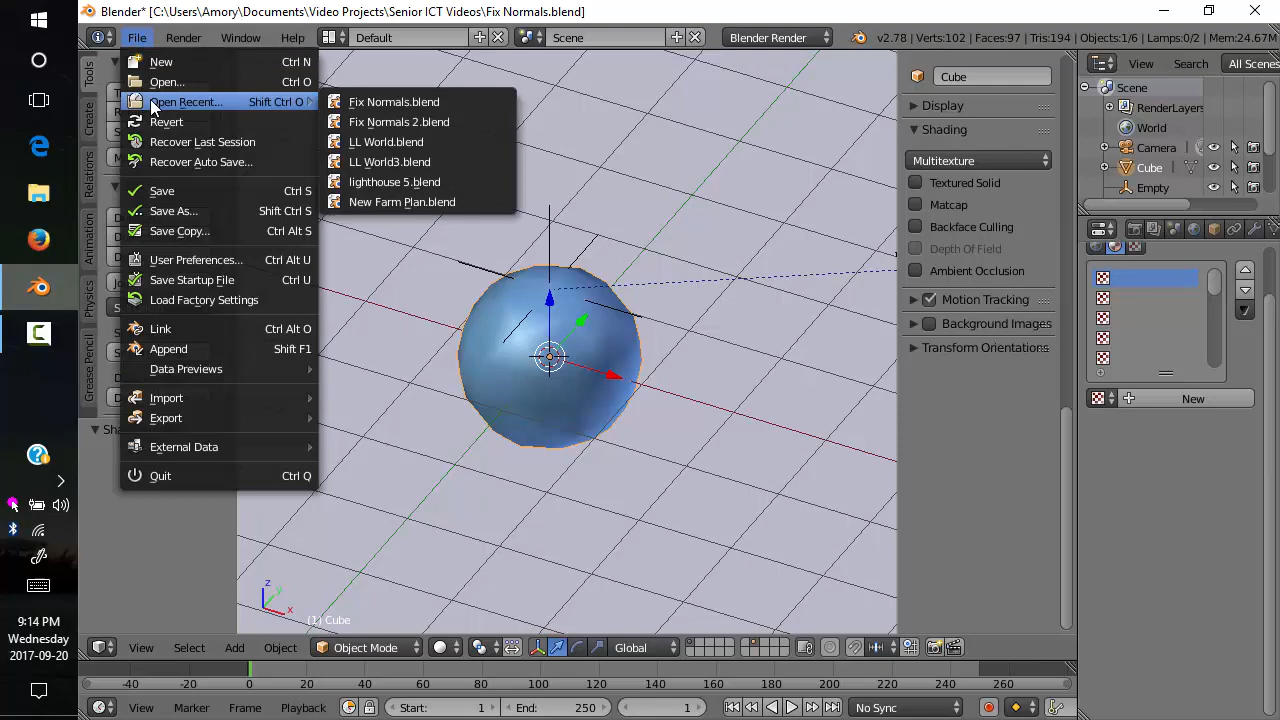 Blender* [C:\Users\Amory\Documents\Video Projects\Senior ICT Videos\Fix Normals.blend]
File Render Window Help Default Scene Blender Render v2.78 | Verts:102 | Faces:97 | Tris:194 | Objects:1/6 | Lamps:0/2 | Mem:24.67M
New Ctrl N
Open... Ctrl O
Open Recent... Shift Ctrl O
Revert
Recover Last Session
Recover Auto Save...
Save Ctrl S
Save As... Shift Ctrl S
Save Copy... Ctrl Alt S
User Preferences... Ctrl Alt U
Save Startup File Ctrl U
Load Factory Settings
Link Ctrl Alt O
Append Shift F1
Data Previews
Import
Export
External Data
Quit Ctrl Q
Fix Normals.blend
Fix Normals 2.blend
LL World.blend
LL World3.blend
lighthouse 5.blend
New Farm Plan.blend
Tools
Create
Relations
Animation
Physics
Grease Pencil
Cube
Display
Shading
Multitexture
Textured Solid
Matcap
Backface Culling
Depth Of Field
Ambient Occlusion
Motion Tracking
Background Images
Transform Orientations
View Search All Scenes
Scene
RenderLayers
World
Camera
Cube
Empty
New
z
y
x
(1) Cube
View Select Add Object Object Mode Global
-40 -20 0 20 40 60 80 100 120 140 160 180 200 220 240 260
View Marker Frame Playback Start: 1 End: 250 1 No Sync
9:14 PM
Wednesday
2017-09-20